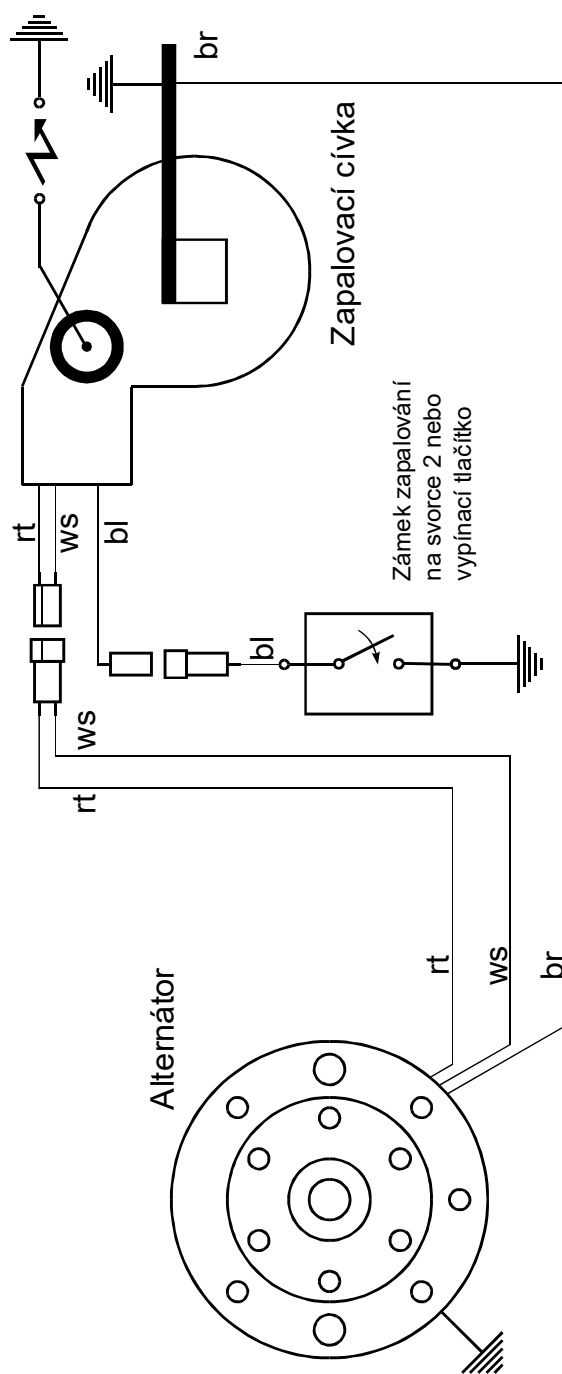 Alternátor
rt
ws
br
rt
ws
rt
ws
bl
bl
Zámek zapalování
na svorce 2 nebo
vypínací tlačítko
Zapalovací cívka
br